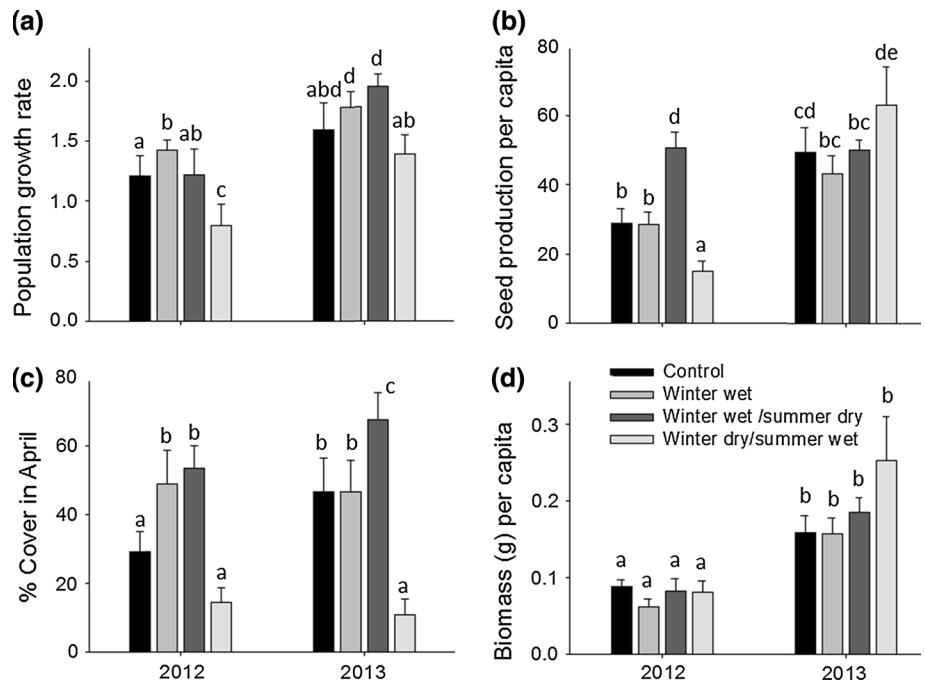 (a)
Population growth rate
2.0
1.5
1.0
0.5
0.0
a b ab c
abd d d ab
(b)
Seed production per capita
80
60
40
20
0
b b d a
cd bc bc de
(c)
% Cover in April
80
60
40
20
0
a b b a
b b c a
2012 2013
(d)
Biomass (g) per capita
0.3
0.2
0.1
0.0
Control
Winter wet
Winter wet /summer dry
Winter dry/summer wet
a a a a
b b b b
2012 2013